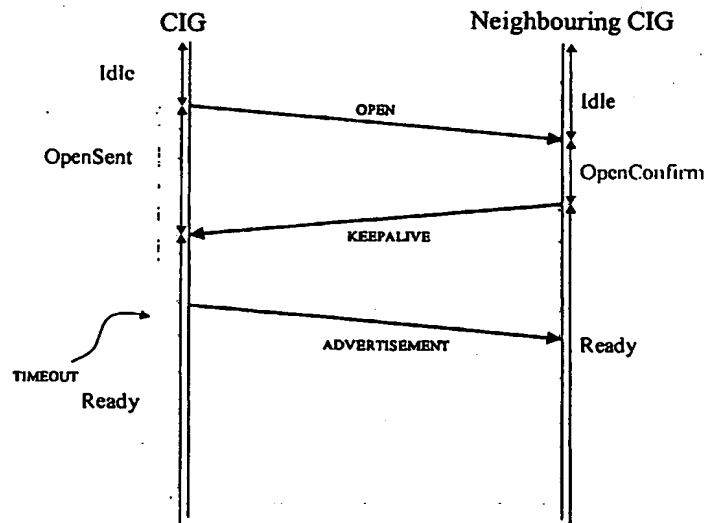 CIG
Neighbouring CIG
Idle
Idle
OPEN
OpenSent
OpenConfirm
KEEPALIVE
ADVERTISEMENT
Ready
TIMEOUT
Ready